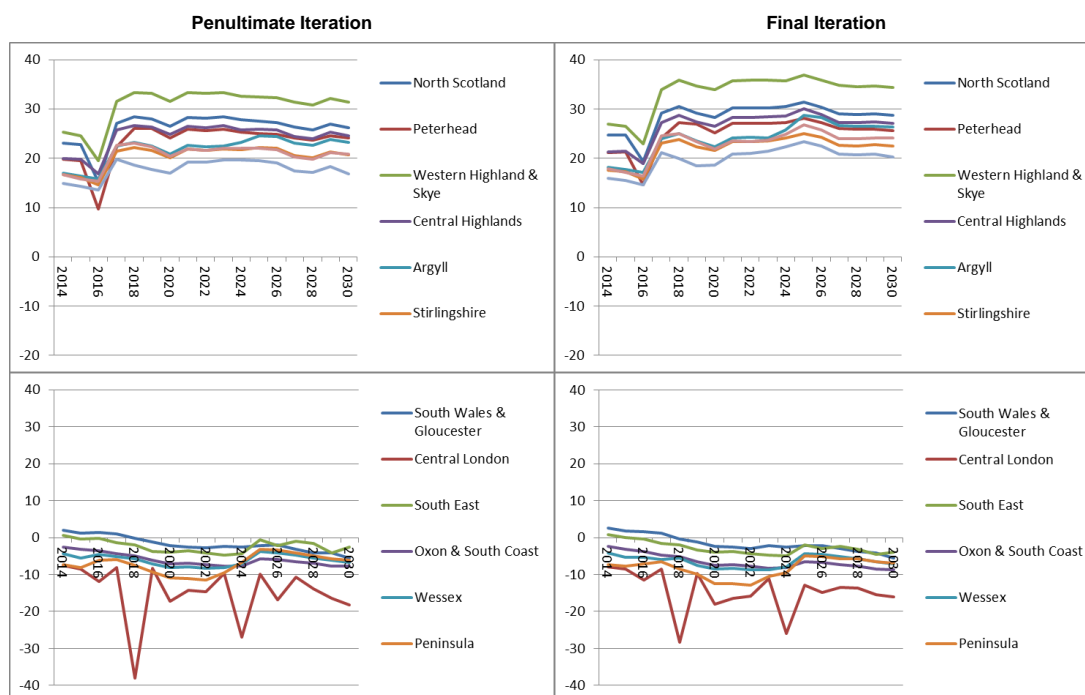 Penultimate Iteration
Final Iteration
40
30
20
10
0
-10
-20
2014
2016
2018
2020
2022
2024
2026
2028
2030
North Scotland
Peterhead
Western Highland &
Skye
Central Highlands
Argyll
Stirlingshire
40
30
20
10
0
-10
-20
2014
2016
2018
2020
2022
2024
2026
2028
2030
North Scotland
Peterhead
Western Highland &
Skye
Central Highlands
Argyll
Stirlingshire
40
30
20
10
0
-10
-20
-30
-40
2014
2016
2018
2020
2022
2024
2026
2028
2030
South Wales &
Gloucester
Central London
South East
Oxon & South Coast
Wessex
Peninsula
40
30
20
10
0
-10
-20
-30
-40
2014
2016
2018
2020
2022
2024
2026
2028
2030
South Wales &
Gloucester
Central London
South East
Oxon & South Coast
Wessex
Peninsula